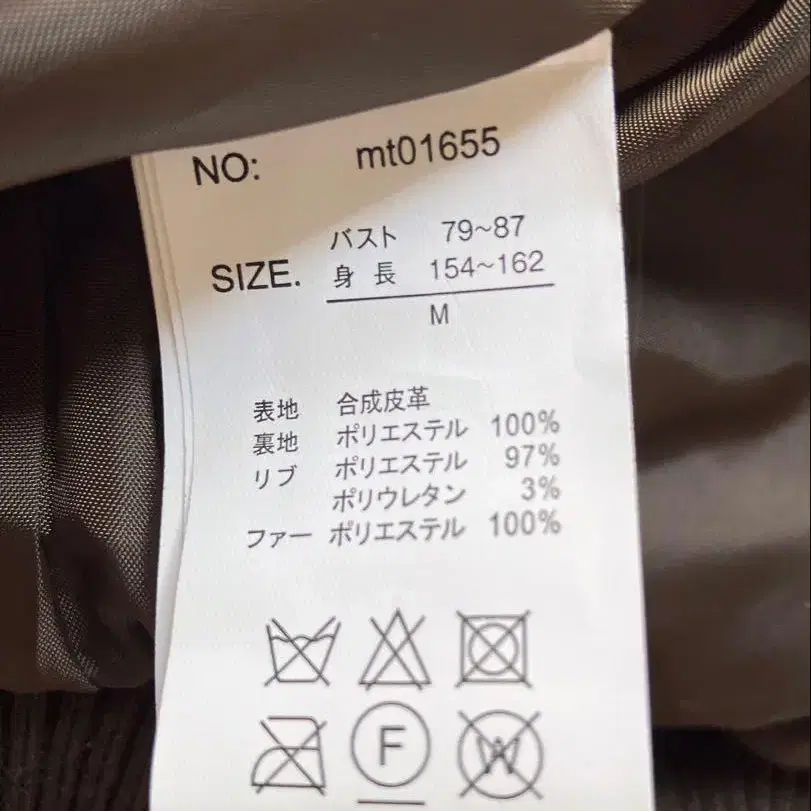 NO: mt01655
バスト 79~87
SIZE. 身長 154~162
M
表地 合成皮革
裏地 ポリエステル 100%
リブ ポリエステル 97%
ポリウレタン 3%
ファー ポリエステル 100%
F
W